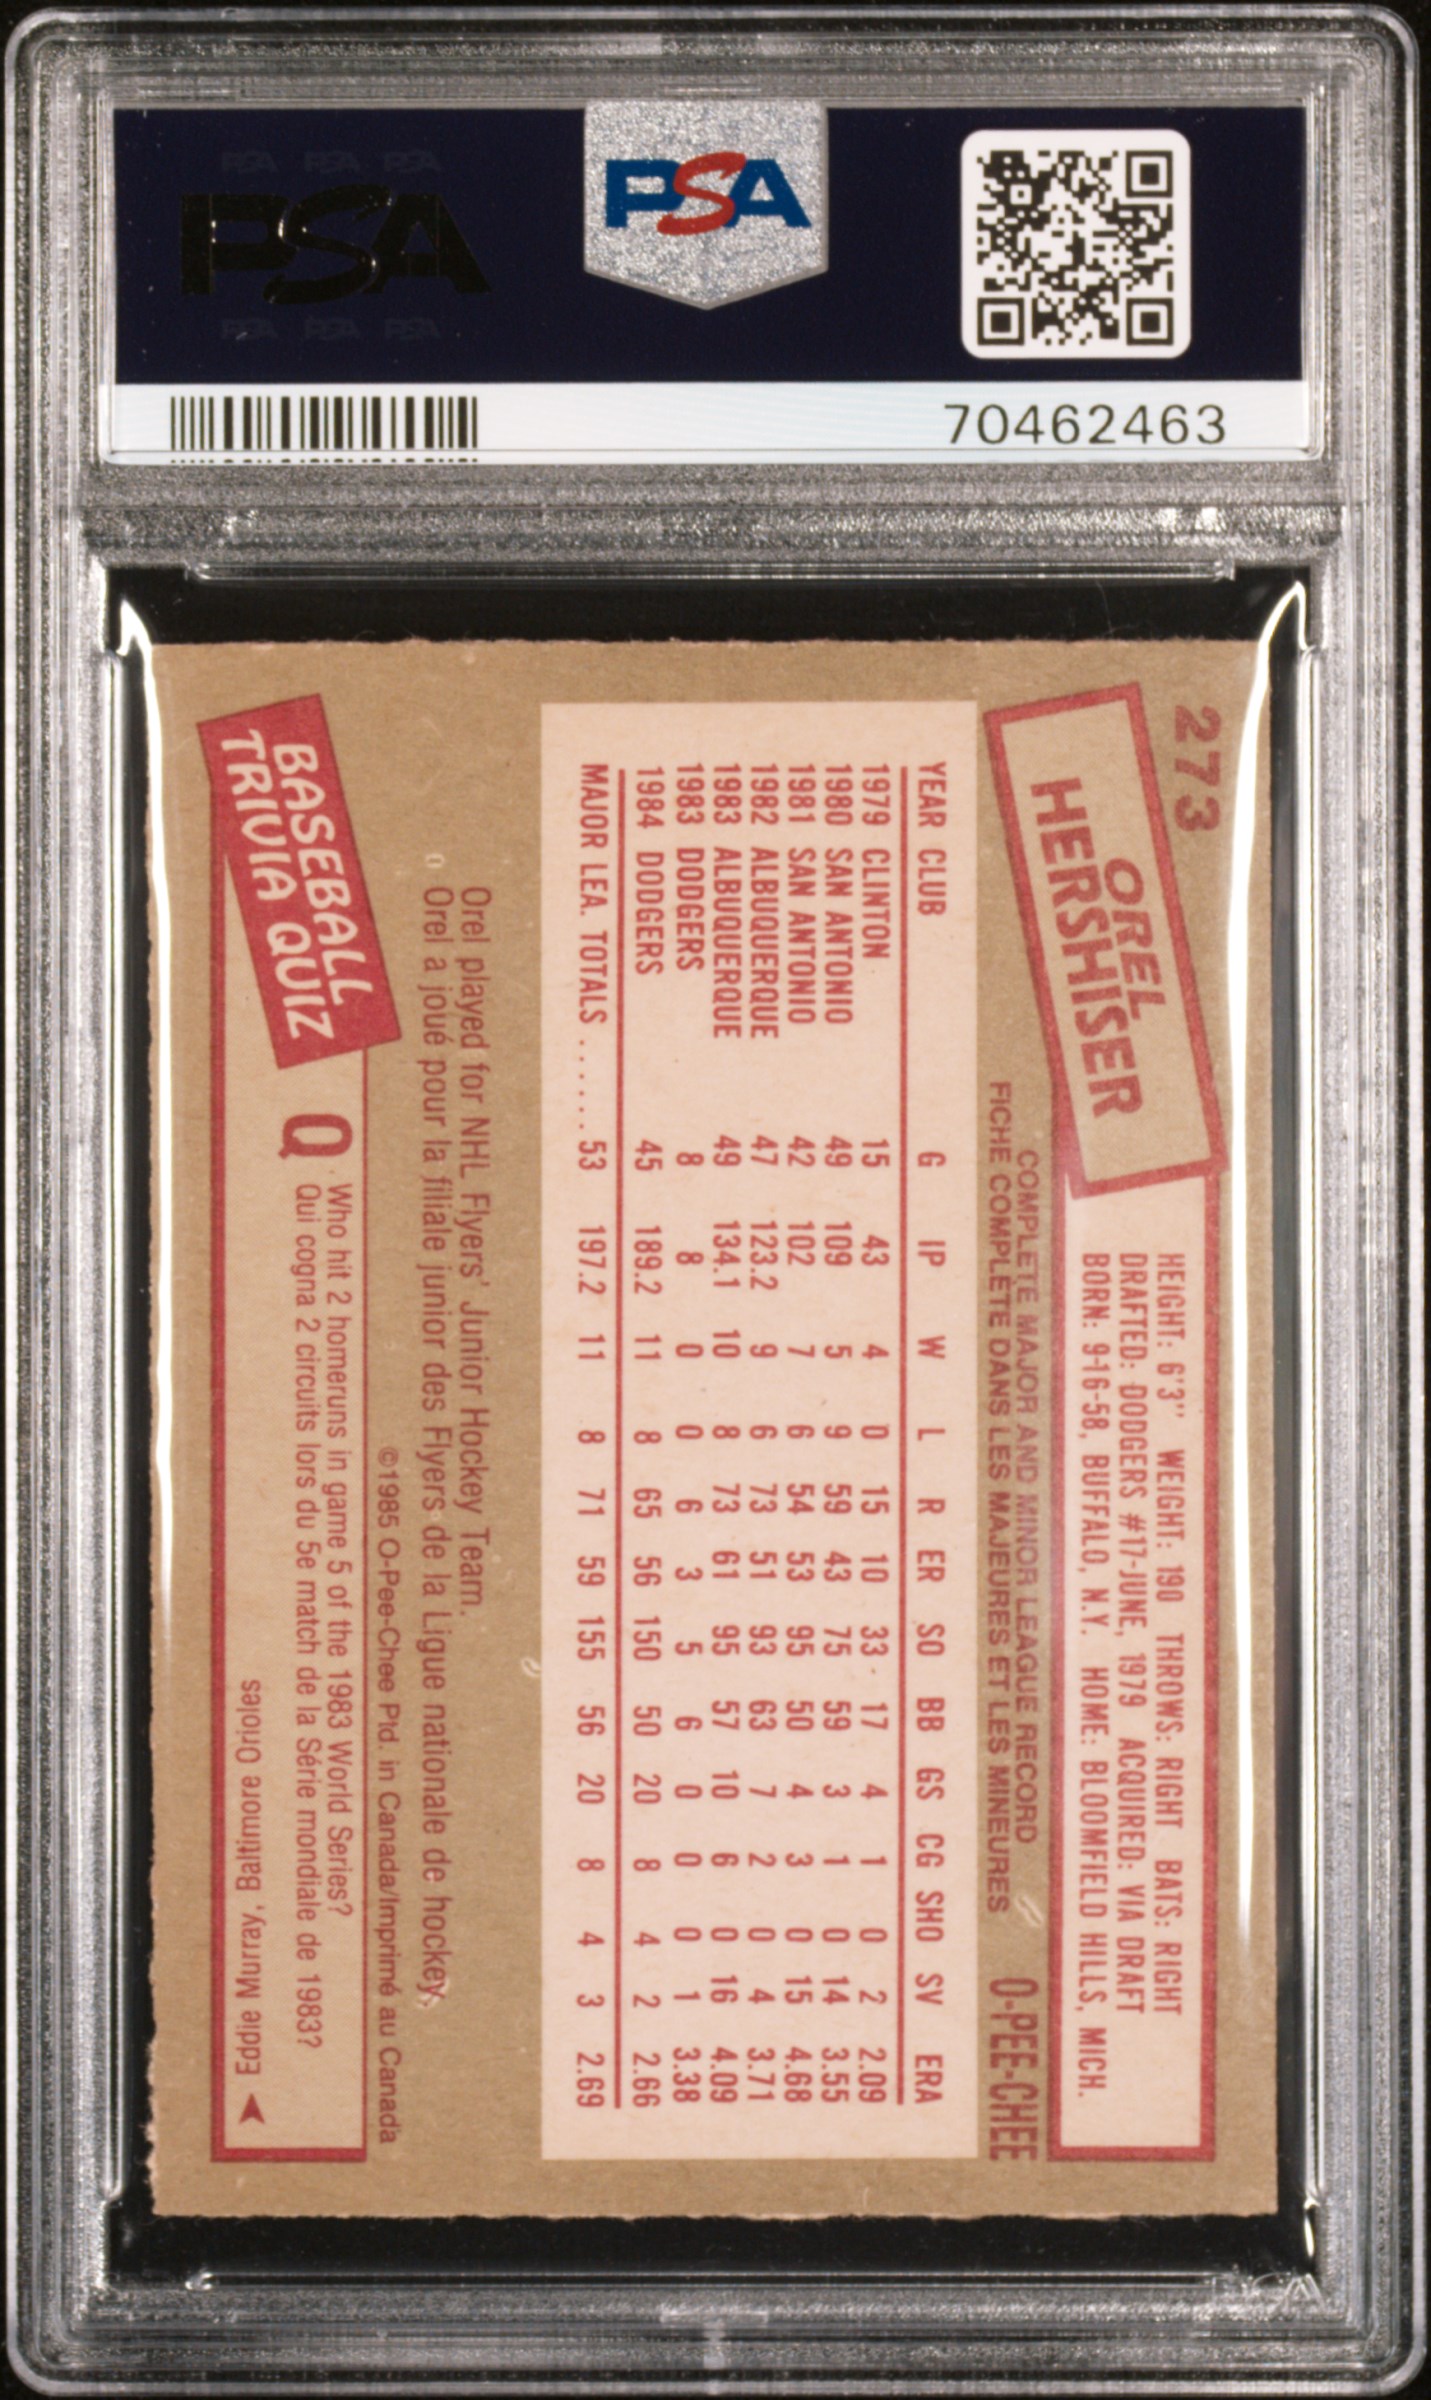 PSA PSA PSA
PSA
PSA PSA PSA
PSA
70462463
273
OREL
HERSHISER
HEIGHT: 6'3" WEIGHT: 190 THROWS: RIGHT BATS: RIGHT
DRAFTED: DODGERS #17-JUNE, 1979 ACQUIRED: VIA DRAFT
BORN: 9-16-58, BUFFALO, N.Y. HOME: BLOOMFIELD HILLS, MICH.
COMPLETE MAJOR AND MINOR LEAGUE RECORD
FICHE COMPLETE DANS LES MAJEURES ET LES MINEURES
O-PEE-CHEE
YEAR CLUB G IP W L R ER SO BB GS CG SHO SV ERA
1979 CLINTON 15 43 4 0 15 10 33 17 4 1 0 2 2.09
1980 SAN ANTONIO 49 109 5 9 59 43 75 59 3 1 0 14 3.55
1981 SAN ANTONIO 42 102 7 6 54 53 95 50 4 3 0 15 4.68
1982 ALBUQUERQUE 47 123.2 9 6 73 51 93 63 7 2 0 4 3.71
1983 ALBUQUERQUE 49 134.1 10 8 73 61 95 57 10 6 0 16 4.09
1983 DODGERS 8 8 0 0 6 3 5 6 0 0 0 1 3.38
1984 DODGERS 45 189.2 11 8 65 56 150 50 20 8 4 2 2.66
MAJOR LEA. TOTALS ..... 53 197.2 11 8 71 59 155 56 20 8 4 3 2.69
Orel played for NHL Flyers' Junior Hockey Team.
Orel a joué pour la filiale junior des Flyers de la Ligue nationale de hockey.
©1985 O-Pee-Chee Ptd. in Canada/Imprimé au Canada
BASEBALL
TRIVIA QUIZ
Q Who hit 2 homeruns in game 5 of the 1983 World Series?
Qui cogna 2 circuits lors du 5e match de la Série mondiale de 1983?
Eddie Murray, Baltimore Orioles